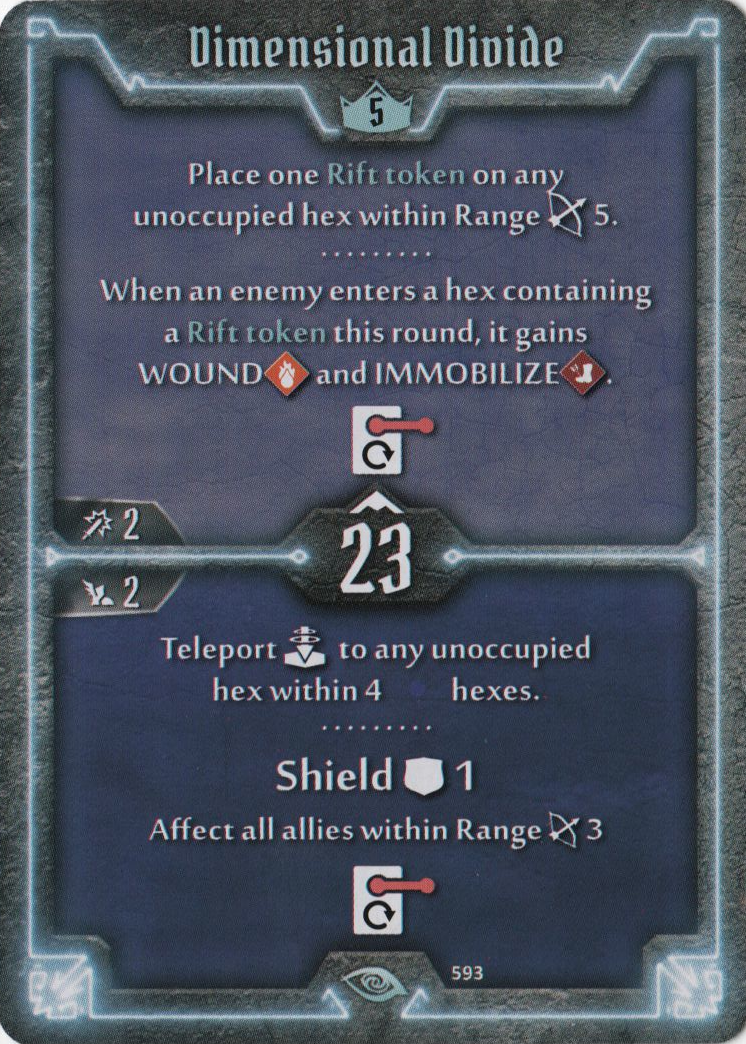 Dimensional Divide
5
Place one Rift token on any
unoccupied hex within Range 5.
.........
When an enemy enters a hex containing
a Rift token this round, it gains
WOUND and IMMOBILIZE.
2
23
2
Teleport to any unoccupied
hex within 4 hexes.
.........
Shield 1
Affect all allies within Range 3
593